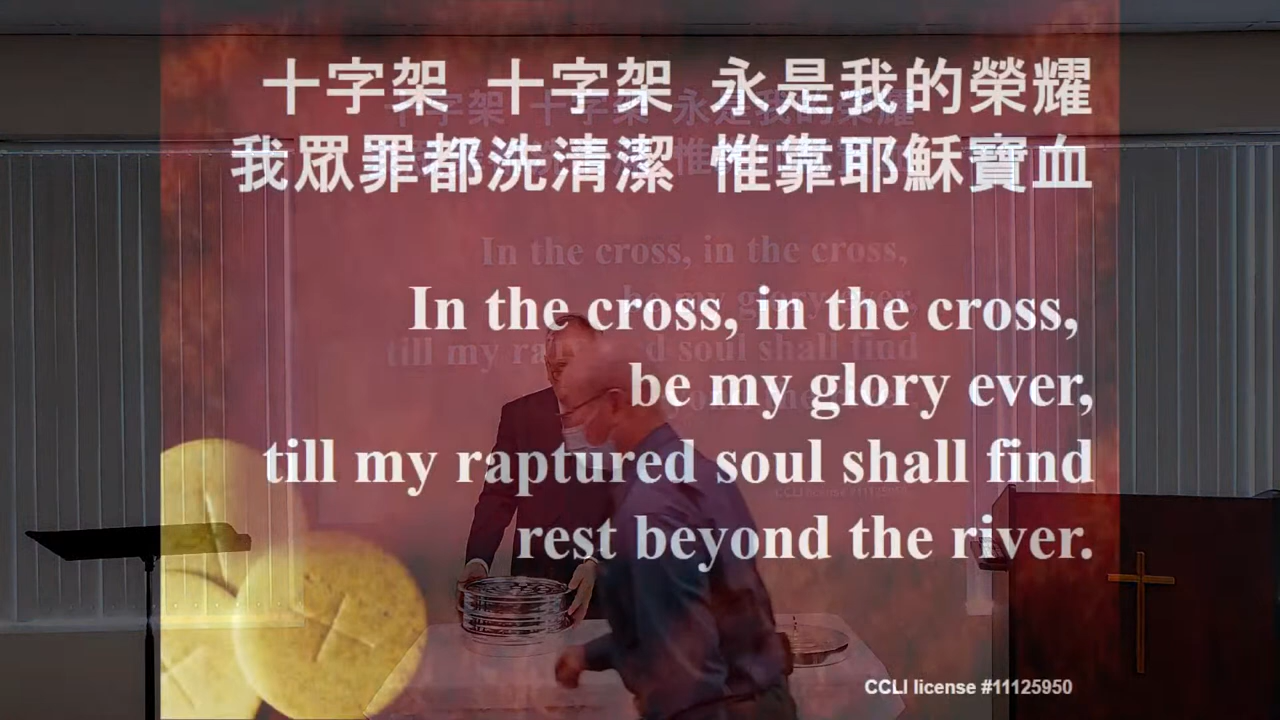 十字架 十字架 永是我的榮耀
我眾罪都洗清潔 惟靠耶穌寶血
In the cross, in the cross,
be my glory ever,
till my raptured soul shall find
rest beyond the river.
CCLI license #11125950